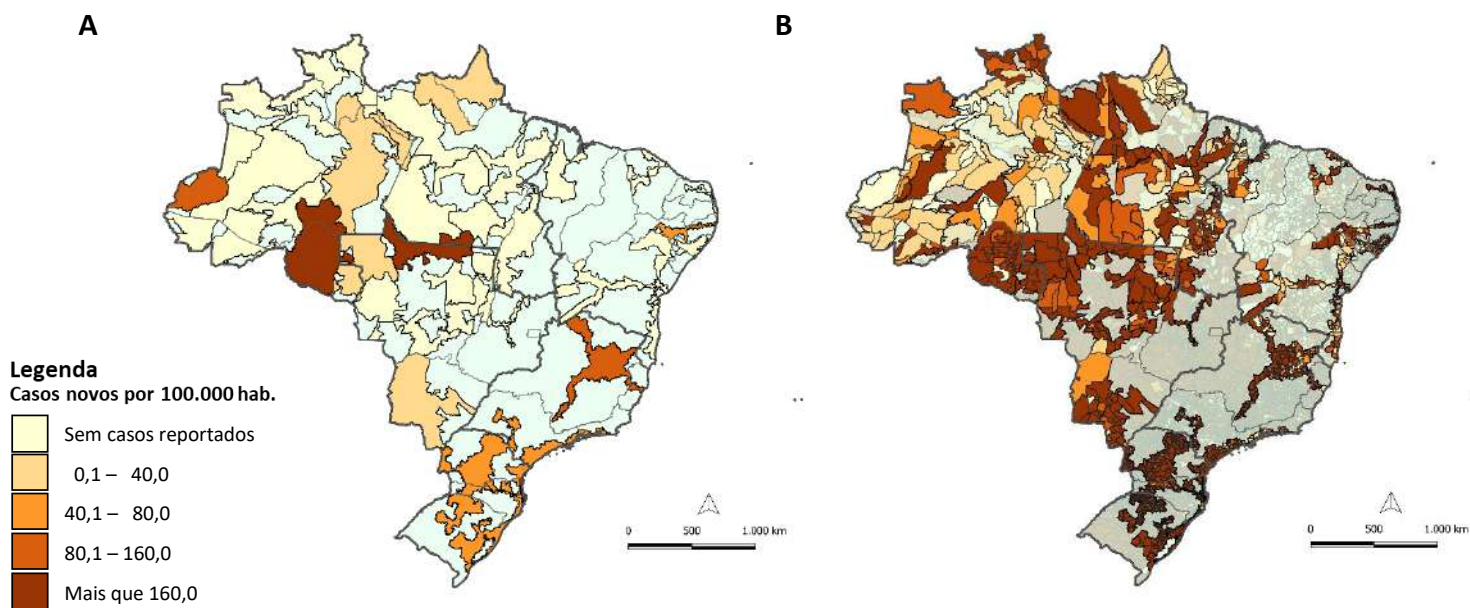 A
B
Legenda
Casos novos por 100.000 hab.
Sem casos reportados
0,1 – 40,0
40,1 – 80,0
80,1 – 160,0
Mais que 160,0
0 500 1.000 km
0 500 1.000 km